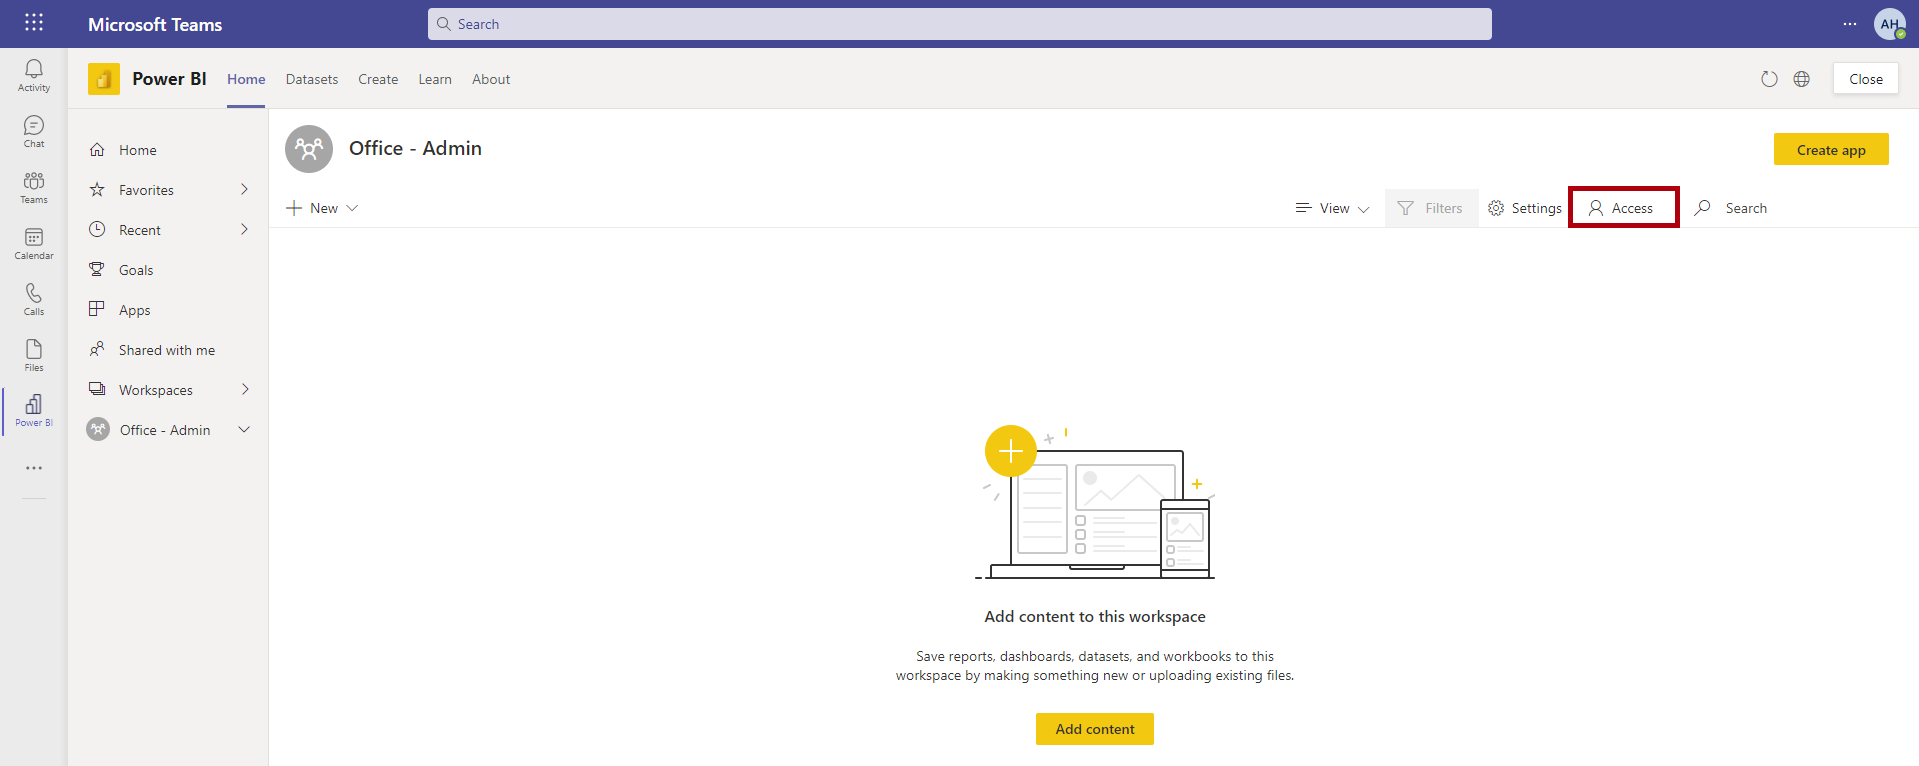 Microsoft Teams
Search
AH
Activity
Chat
Teams
Calendar
Calls
Files
Power BI
Power BI
Home
Datasets
Create
Learn
About
Close
Home
Favorites
Recent
Goals
Apps
Shared with me
Workspaces
Office - Admin
Office - Admin
Create app
New
View
Filters
Settings
Access
Search
Add content to this workspace
Save reports, dashboards, datasets, and workbooks to this
workspace by making something new or uploading existing files.
Add content